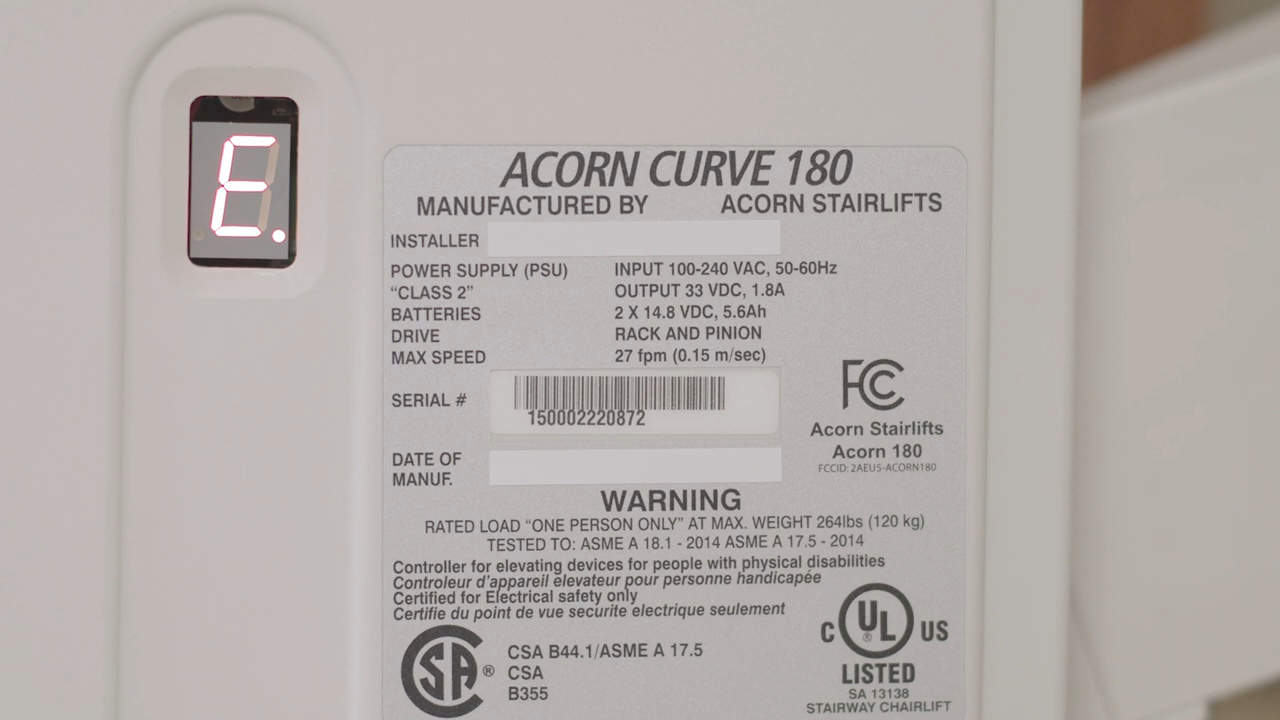 E.
ACORN CURVE 180
MANUFACTURED BY ACORN STAIRLIFTS
INSTALLER
POWER SUPPLY (PSU) INPUT 100-240 VAC, 50-60Hz
“CLASS 2” OUTPUT 33 VDC, 1.8A
BATTERIES 2 X 14.8 VDC, 5.6Ah
DRIVE RACK AND PINION
MAX SPEED 27 fpm (0.15 m/sec)
SERIAL #
150002220872
FC
Acorn Stairlifts
Acorn 180
FCCID: 2AEU5-ACORN180
DATE OF
MANUF.
WARNING
RATED LOAD “ONE PERSON ONLY” AT MAX. WEIGHT 264lbs (120 kg)
TESTED TO: ASME A 18.1 - 2014 ASME A 17.5 - 2014
Controller for elevating devices for people with physical disabilities
Controleur d’appareil elevateur pour personne handicapée
Certified for Electrical safety only
Certifie du point de vue securite electrique seulement
CSA ®
CSA B44.1/ASME A 17.5
CSA
B355
C UL ® US
LISTED
SA 13138
STAIRWAY CHAIRLIFT